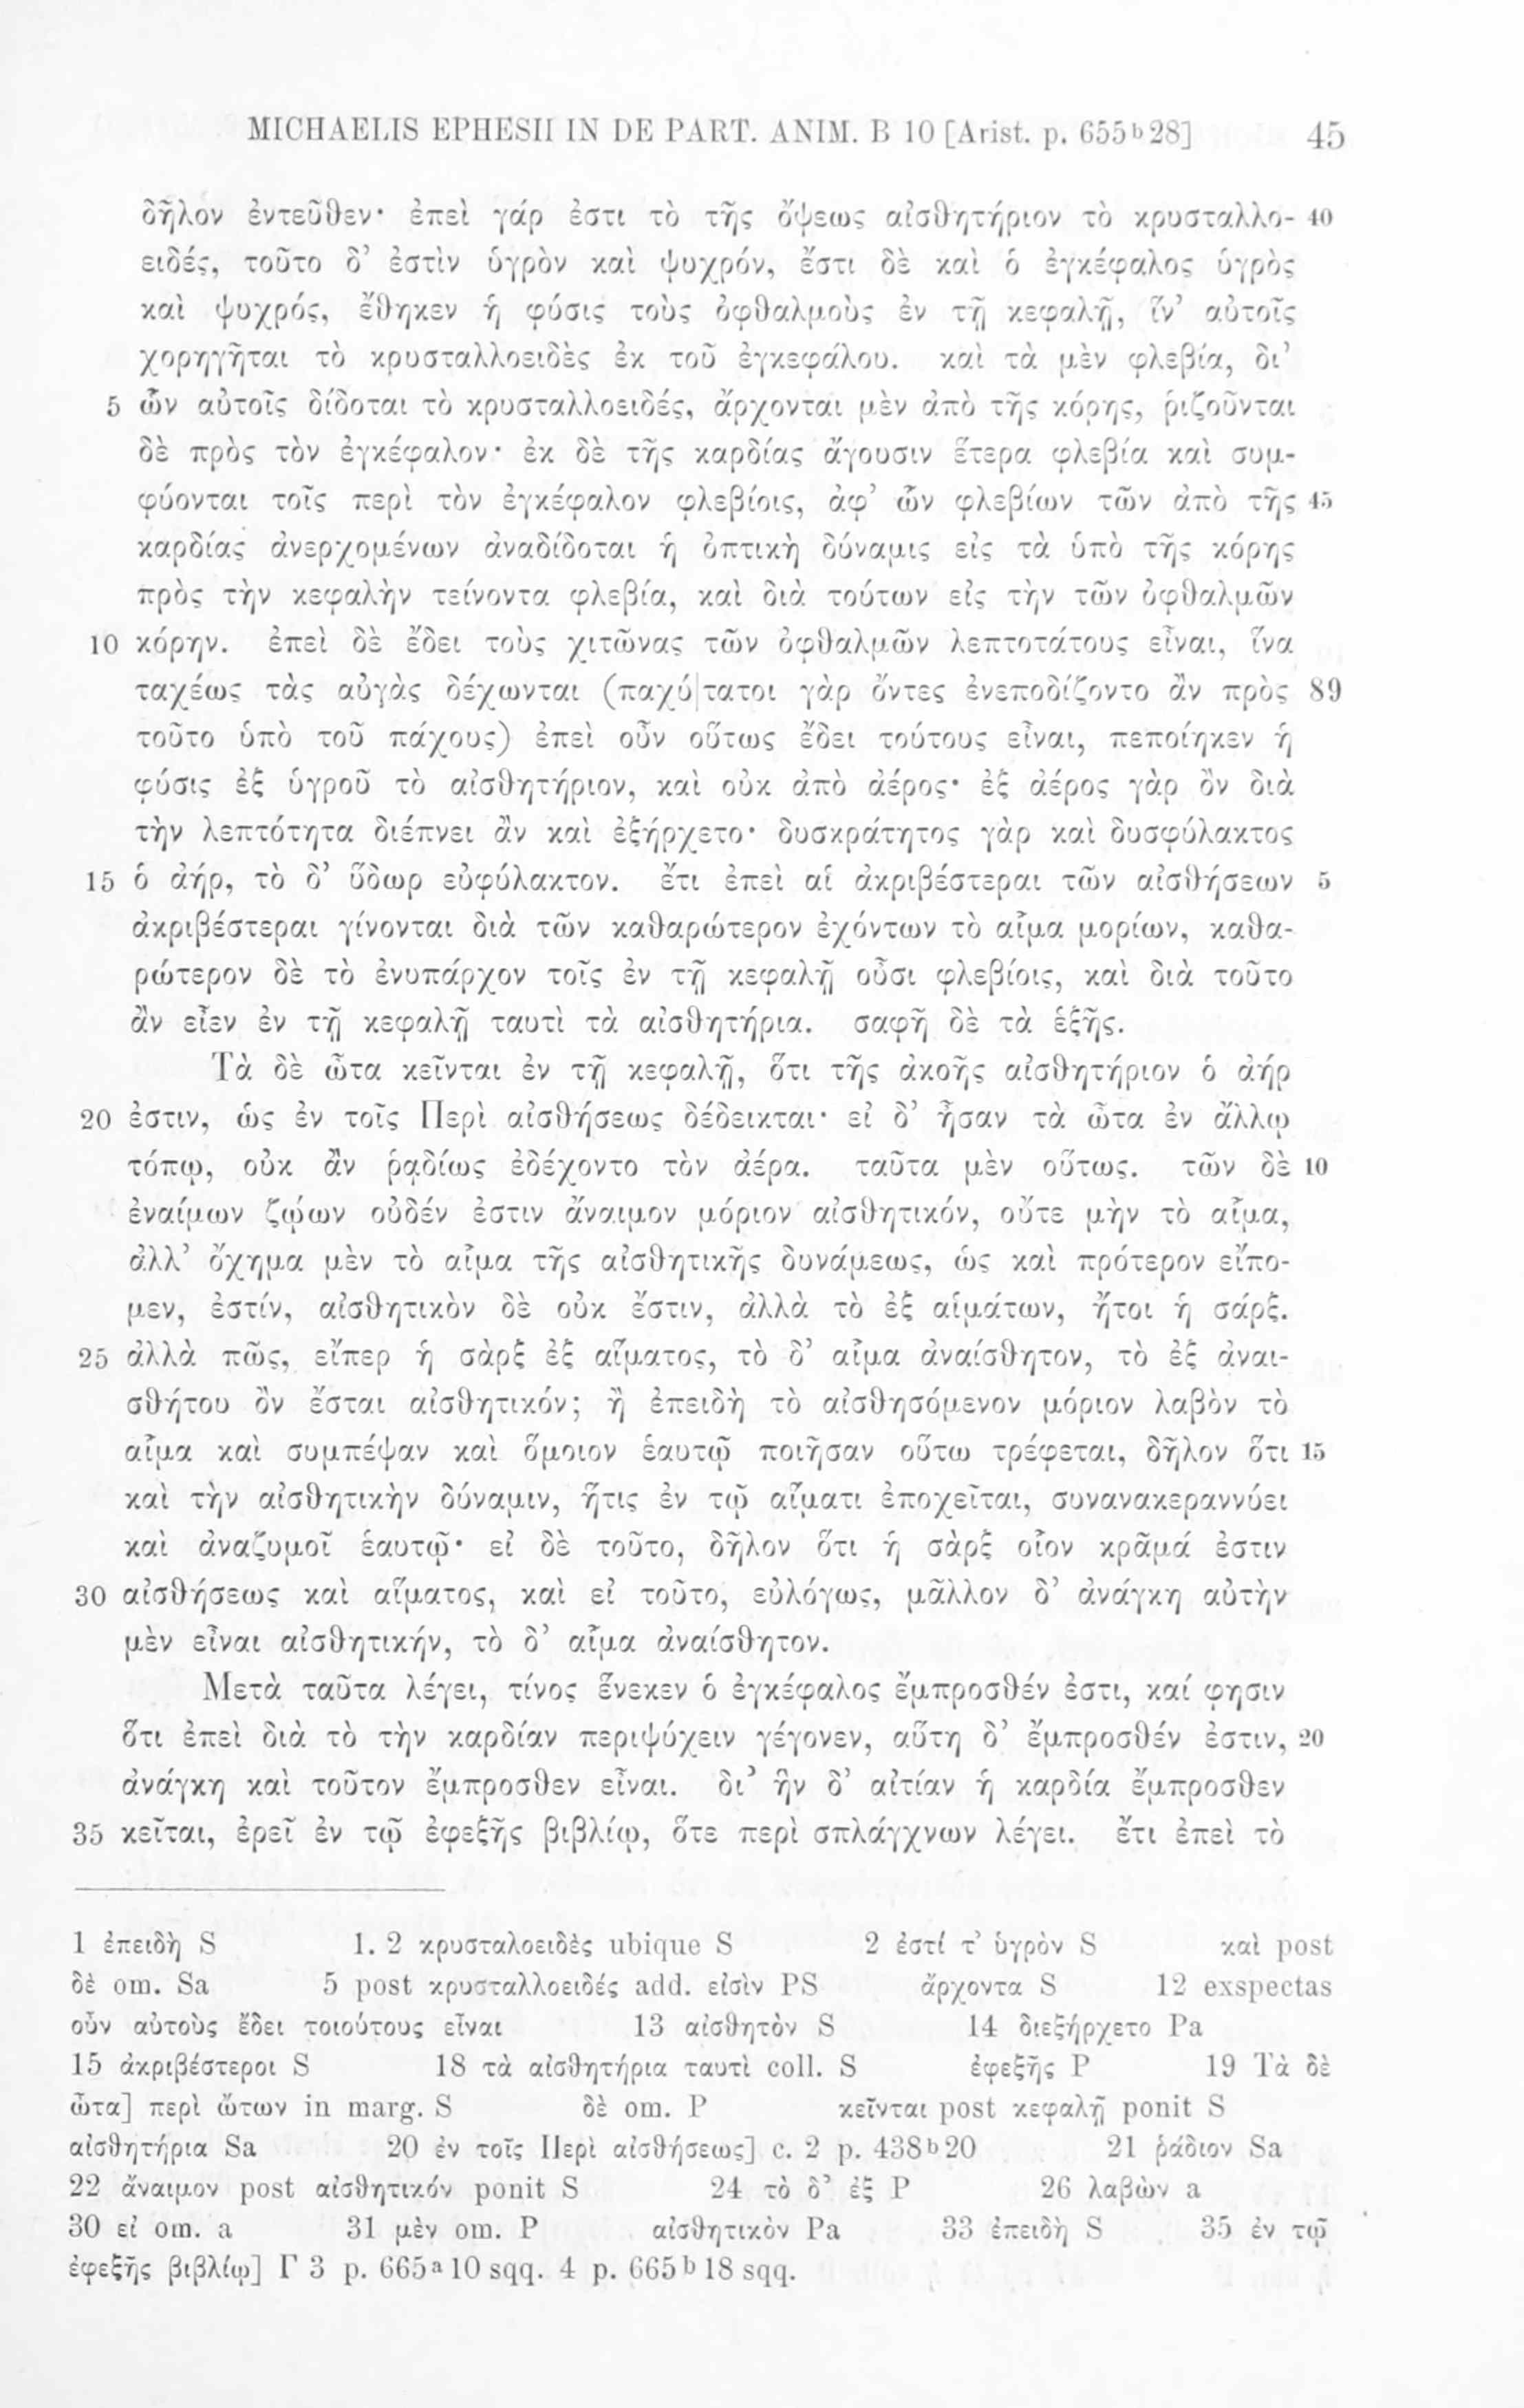 MICHAELIS EPHESII IN DE PART. ANIM. B 10 [Arist. p. 655ᵇ28] 45
δῆλον ἐντεῦθεν· ἐπεὶ γάρ ἐστι τὸ τῆς ὄψεως αἰσθητήριον τὸ κρυσταλλο- 40
ειδές, τοῦτο δ’ ἐστὶν ὑγρὸν καὶ ψυχρόν, ἔστι δὲ καὶ ὁ ἐγκέφαλος ὑγρὸς
καὶ ψυχρός, ἔθηκεν ἡ φύσις τοὺς ὀφθαλμοὺς ἐν τῇ κεφαλῇ, ἵν’ αὐτοῖς
χορηγῆται τὸ κρυσταλλοειδὲς ἐκ τοῦ ἐγκεφάλου. καὶ τὰ μὲν φλεβία, δι’
5 ὧν αὐτοῖς δίδοται τὸ κρυσταλλοειδές, ἄρχονται μὲν ἀπὸ τῆς κόρης, ῥιζοῦνται
δὲ πρὸς τὸν ἐγκέφαλον· ἐκ δὲ τῆς καρδίας ἄγουσιν ἕτερα φλεβία καὶ συμ-
φύονται τοῖς περὶ τὸν ἐγκέφαλον φλεβίοις, ἀφ’ ὧν φλεβίων τῶν ἀπὸ τῆς 45
καρδίας ἀνερχομένων ἀναδίδοται ἡ ὀπτικὴ δύναμις εἰς τὰ ὑπὸ τῆς κόρης
πρὸς τὴν κεφαλὴν τείνοντα φλεβία, καὶ διὰ τούτων εἰς τὴν τῶν ὀφθαλμῶν
10 κόρην. ἐπεὶ δὲ ἔδει τοὺς χιτῶνας τῶν ὀφθαλμῶν λεπτοτάτους εἶναι, ἵνα
ταχέως τὰς αὐγὰς δέχωνται (παχύ|τατοι γὰρ ὄντες ἐνεποδίζοντο ἂν πρὸς 89
τοῦτο ὑπὸ τοῦ πάχους) ἐπεὶ οὖν οὕτως ἔδει τούτους εἶναι, πεποίηκεν ἡ
φύσις ἐξ ὑγροῦ τὸ αἰσθητήριον, καὶ οὐκ ἀπὸ ἀέρος· ἐξ ἀέρος γὰρ ὂν διὰ
τὴν λεπτότητα διέπνει ἂν καὶ ἐξήρχετο· δυσκράτητος γὰρ καὶ δυσφύλακτος
15 ὁ ἀήρ, τὸ δ’ ὕδωρ εὐφύλακτον. ἔτι ἐπεὶ αἱ ἀκριβέστεραι τῶν αἰσθήσεων 5
ἀκριβέστεραι γίνονται διὰ τῶν καθαρώτερον ἐχόντων τὸ αἷμα μορίων, καθα-
ρώτερον δὲ τὸ ἐνυπάρχον τοῖς ἐν τῇ κεφαλῇ οὖσι φλεβίοις, καὶ διὰ τοῦτο
ἂν εἶεν ἐν τῇ κεφαλῇ ταυτὶ τὰ αἰσθητήρια. σαφῆ δὲ τὰ ἑξῆς.
Τὰ δὲ ὦτα κεῖνται ἐν τῇ κεφαλῇ, ὅτι τῆς ἀκοῆς αἰσθητήριον ὁ ἀήρ
20 ἐστιν, ὡς ἐν τοῖς Περὶ αἰσθήσεως δέδεικται· εἰ δ’ ἦσαν τὰ ὦτα ἐν ἄλλῳ
τόπῳ, οὐκ ἂν ῥᾳδίως ἐδέχοντο τὸν ἀέρα. ταῦτα μὲν οὕτως. τῶν δὲ 10
ἐναίμων ζῴων οὐδέν ἐστιν ἄναιμον μόριον αἰσθητικόν, οὔτε μὴν τὸ αἷμα,
ἀλλ’ ὄχημα μὲν τὸ αἷμα τῆς αἰσθητικῆς δυνάμεως, ὡς καὶ πρότερον εἴπο-
μεν, ἐστίν, αἰσθητικὸν δὲ οὐκ ἔστιν, ἀλλὰ τὸ ἐξ αἱμάτων, ἤτοι ἡ σάρξ.
25 ἀλλὰ πῶς, εἴπερ ἡ σὰρξ ἐξ αἵματος, τὸ δ’ αἷμα ἀναίσθητον, τὸ ἐξ ἀναι-
σθήτου ὂν ἔσται αἰσθητικόν; ἢ ἐπειδὴ τὸ αἰσθησόμενον μόριον λαβὸν τὸ
αἷμα καὶ συμπέψαν καὶ ὅμοιον ἑαυτῷ ποιῆσαν οὕτω τρέφεται, δῆλον ὅτι 15
καὶ τὴν αἰσθητικὴν δύναμιν, ἥτις ἐν τῷ αἵματι ἐποχεῖται, συνανακεραννύει
καὶ ἀναζυμοῖ ἑαυτῷ· εἰ δὲ τοῦτο, δῆλον ὅτι ἡ σὰρξ οἷον κρᾶμά ἐστιν
30 αἰσθήσεως καὶ αἵματος, καὶ εἰ τοῦτο, εὐλόγως, μᾶλλον δ’ ἀνάγκη αὐτὴν
μὲν εἶναι αἰσθητικήν, τὸ δ’ αἷμα ἀναίσθητον.
Μετὰ ταῦτα λέγει, τίνος ἕνεκεν ὁ ἐγκέφαλος ἔμπροσθέν ἐστι, καί φησιν
ὅτι ἐπεὶ διὰ τὸ τὴν καρδίαν περιψύχειν γέγονεν, αὕτη δ’ ἔμπροσθέν ἐστιν, 20
ἀνάγκη καὶ τοῦτον ἔμπροσθεν εἶναι. δι’ ἣν δ’ αἰτίαν ἡ καρδία ἔμπροσθεν
35 κεῖται, ἐρεῖ ἐν τῷ ἐφεξῆς βιβλίῳ, ὅτε περὶ σπλάγχνων λέγει. ἔτι ἐπεὶ τὸ
1 ἐπειδὴ S 1. 2 κρυσταλοειδὲς ubique S 2 ἐστί τ’ ὑγρὸν S καὶ post
δὲ om. Sa 5 post κρυσταλλοειδές add. εἰσὶν PS ἄρχοντα S 12 exspectas
οὖν αὐτοὺς ἔδει τοιούτους εἶναι 13 αἰσθητὸν S 14 διεξήρχετο Pa
15 ἀκριβέστεροι S 18 τὰ αἰσθητήρια ταυτὶ coll. S ἐφεξῆς P 19 Τὰ δὲ
ὦτα] περὶ ὤτων in marg. S δὲ om. P κεῖνται post κεφαλῇ ponit S
αἰσθητήρια Sa 20 ἐν τοῖς Περὶ αἰσθήσεως] c. 2 p. 438ᵇ20 21 ῥάδιον Sa
22 ἄναιμον post αἰσθητικόν ponit S 24 τὸ δ’ ἐξ P 26 λαβὼν a
30 εἰ om. a 31 μὲν om. P αἰσθητικὸν Pa 33 ἐπειδὴ S 35 ἐν τῷ
ἐφεξῆς βιβλίῳ] Γ 3 p. 665ᵃ10 sqq. 4 p. 665ᵇ18 sqq.